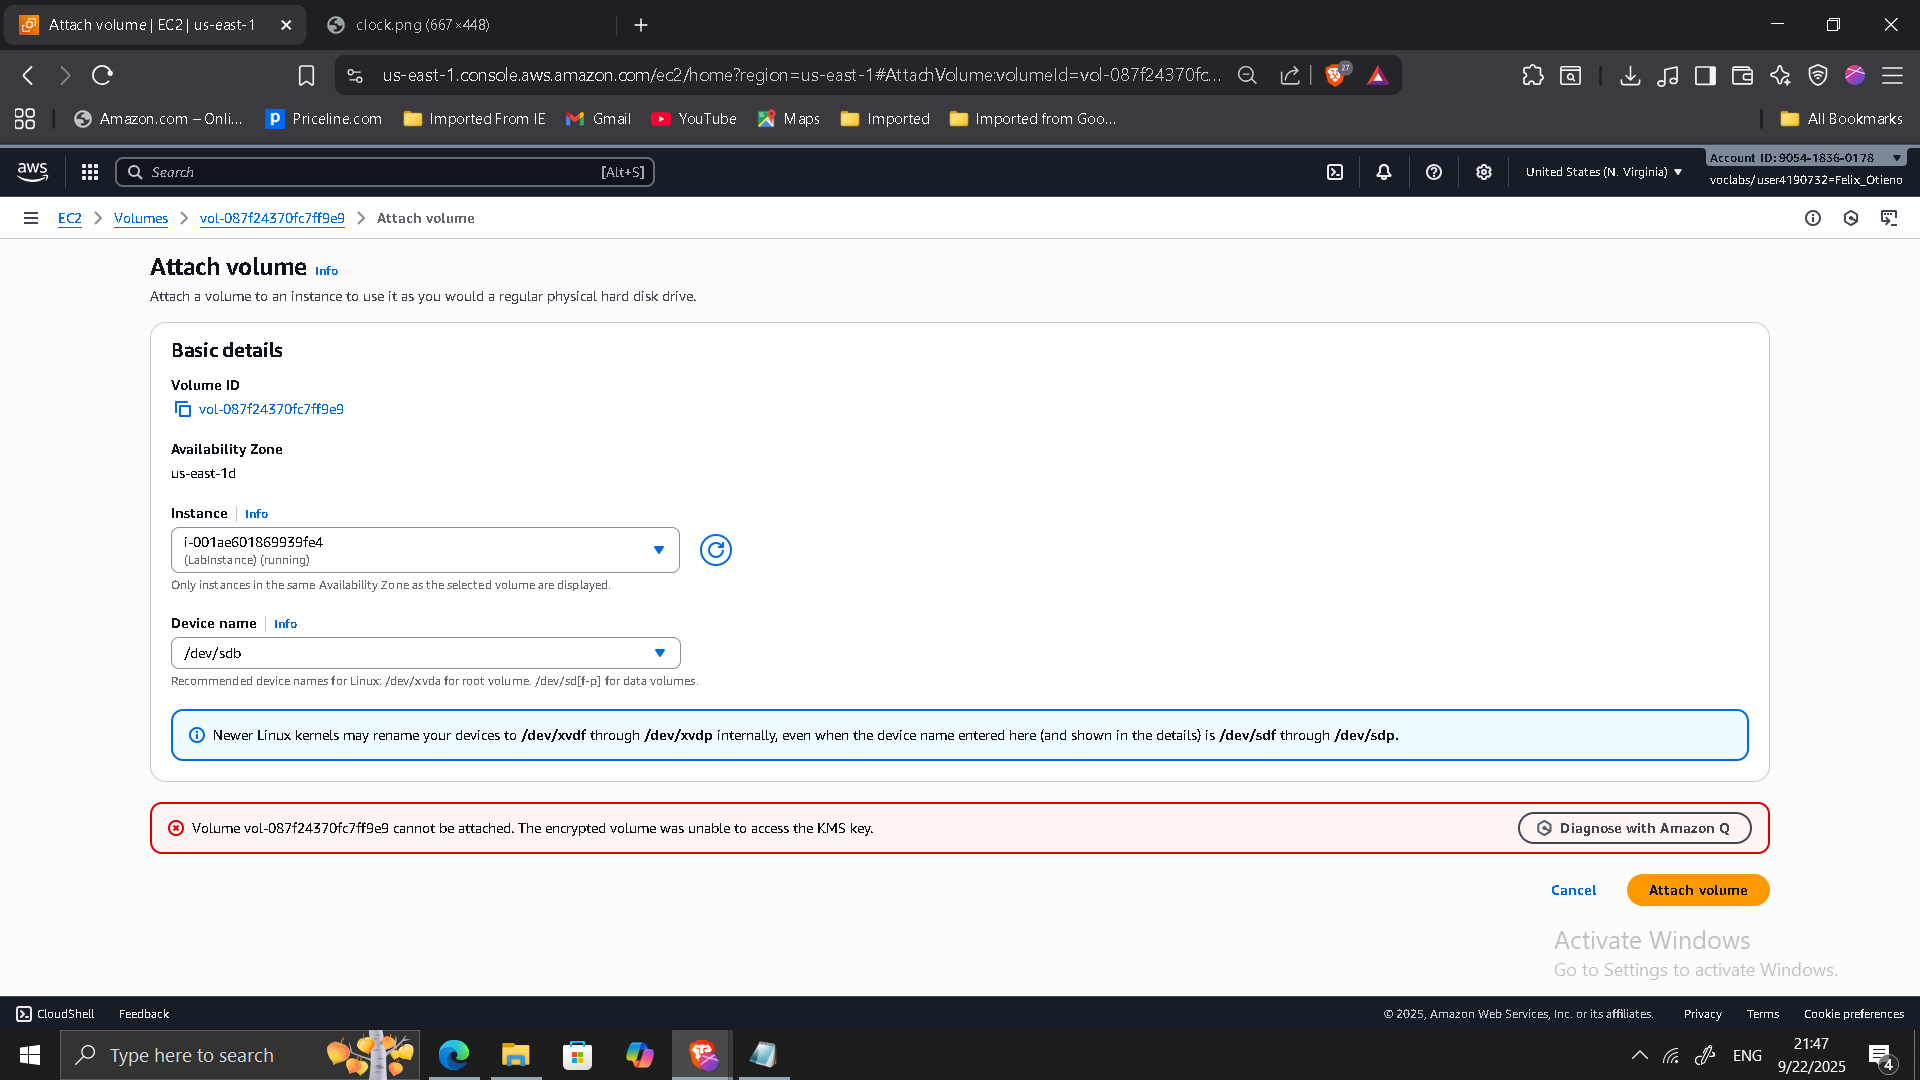 Attach volume | EC2 | us-east-1
clock.png (667×448)
us-east-1.console.aws.amazon.com/ec2/home?region=us-east-1#AttachVolume:volumeId=vol-087f24370fc...
27
Amazon.com – Onli...
Priceline.com
Imported From IE
Gmail
YouTube
Maps
Imported
Imported from Goo...
All Bookmarks
aws
Search
[Alt+S]
United States (N. Virginia)
Account ID: 9054-1836-0178
voclabs/user4190732=Felix_Otieno
EC2
Volumes
vol-087f24370fc7ff9e9
Attach volume
Attach volume Info
Attach a volume to an instance to use it as you would a regular physical hard disk drive.
Basic details
Volume ID
vol-087f24370fc7ff9e9
Availability Zone
us-east-1d
Instance Info
i-001ae601869939fe4
(LabInstance) (running)
Only instances in the same Availability Zone as the selected volume are displayed.
Device name Info
/dev/sdb
Recommended device names for Linux: /dev/xvda for root volume. /dev/sd[f-p] for data volumes.
Newer Linux kernels may rename your devices to /dev/xvdf through /dev/xvdp internally, even when the device name entered here (and shown in the details) is /dev/sdf through /dev/sdp.
Volume vol-087f24370fc7ff9e9 cannot be attached. The encrypted volume was unable to access the KMS key.
Diagnose with Amazon Q
Cancel
Attach volume
Activate Windows
Go to Settings to activate Windows.
CloudShell
Feedback
© 2025, Amazon Web Services, Inc. or its affiliates.
Privacy
Terms
Cookie preferences
Type here to search
ENG
21:47
9/22/2025
4